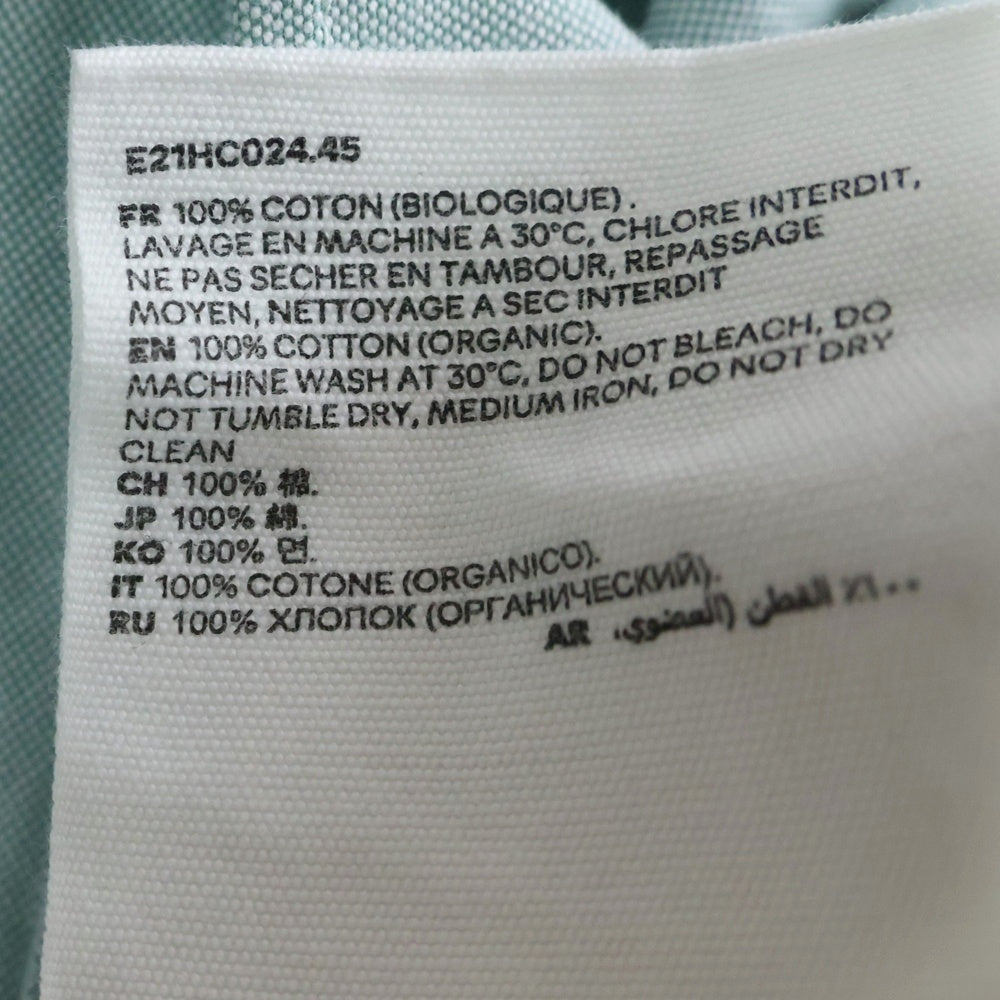 E21HC024.45
FR 100% COTON (BIOLOGIQUE).
LAVAGE EN MACHINE A 30°C, CHLORE INTERDIT,
NE PAS SECHER EN TAMBOUR, REPASSAGE
MOYEN, NETTOYAGE A SEC INTERDIT
EN 100% COTTON (ORGANIC).
MACHINE WASH AT 30°C, DO NOT BLEACH, DO
NOT TUMBLE DRY, MEDIUM IRON, DO NOT DRY
CLEAN
CH 100% 棉.
JP 100% 綿.
KO 100% 면.
IT 100% COTONE (ORGANICO).
RU 100% ХЛОПОК (ОРГАНИЧЕСКИЙ).
AR ١٠٠٪ القطن (العضوي.